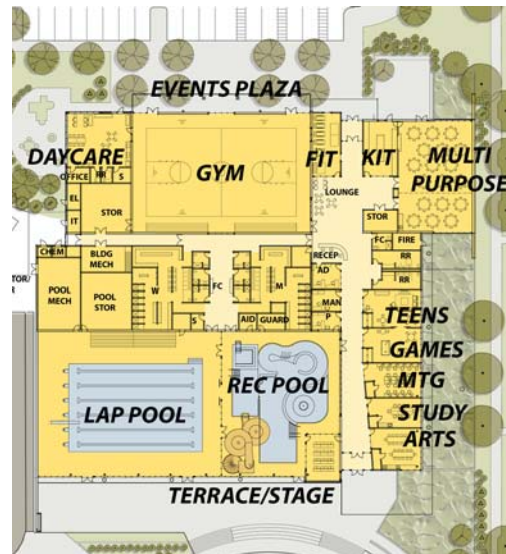 EVENTS PLAZA
DAYCARE
GYM
FIT
KIT
MULTI
PURPOSE
OFFICE
RR
S
LOUNGE
EL
STOR
IT
STOR
FC
FIRE
RR
CHEM
BLDG
MECH
RECEP
AD
RR
POOL
MECH
POOL
STOR
W
FC
M
MAN
P
S
AID
GUARD
TEENS
GAMES
MTG
STUDY
ARTS
LAP POOL
REC POOL
TERRACE/STAGE